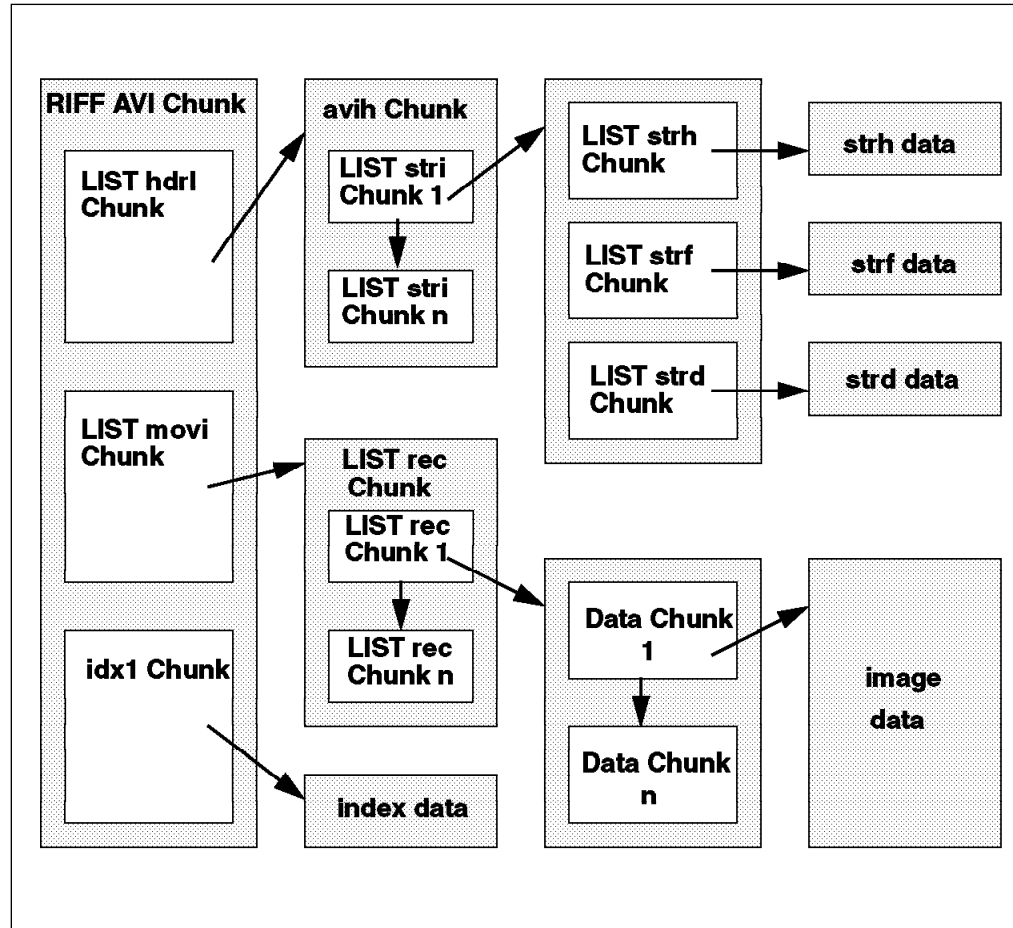 RIFF AVI Chunk
LIST hdrl
Chunk
LIST movi
Chunk
idx1 Chunk
avih Chunk
LIST stri
Chunk 1
LIST stri
Chunk n
LIST rec
Chunk
LIST rec
Chunk 1
LIST rec
Chunk n
index data
LIST strh
Chunk
LIST strf
Chunk
LIST strd
Chunk
Data Chunk
1
Data Chunk
n
strh data
strf data
strd data
image
data